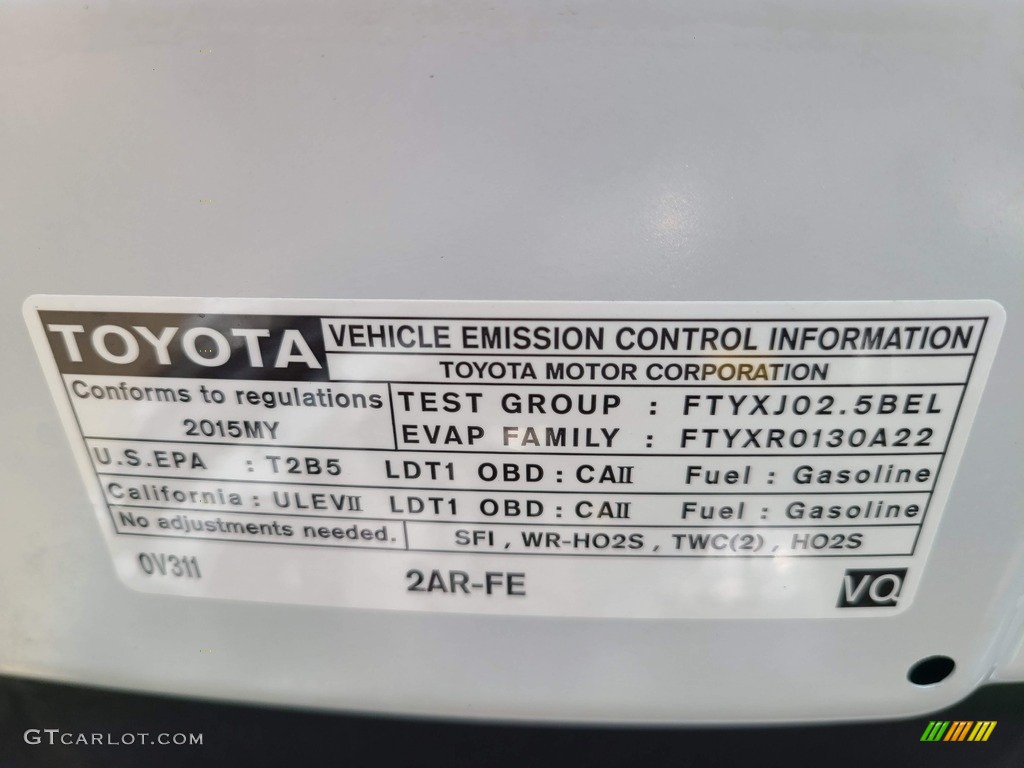 TOYOTA VEHICLE EMISSION CONTROL INFORMATION
TOYOTA MOTOR CORPORATION
Conforms to regulations
2015MY
TEST GROUP : FTYXJ02.5BEL
EVAP FAMILY : FTYXR0130A22
U.S.EPA : T2B5 LDT1 OBD : CAII Fuel : Gasoline
California : ULEVII LDT1 OBD : CAII Fuel : Gasoline
No adjustments needed. SFI , WR-HO2S , TWC(2) , HO2S
0V311 2AR-FE VQ
GTCARLOT.COM